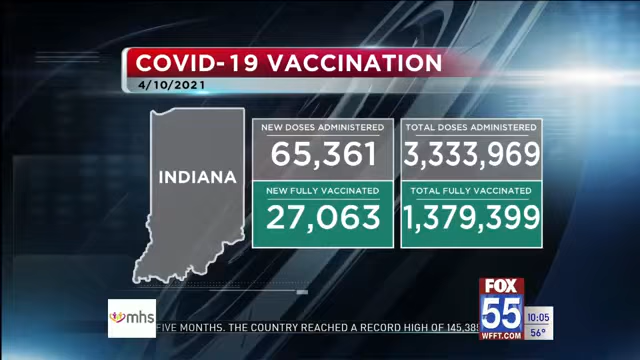 COVID-19 VACCINATION
4/10/2021
INDIANA
NEW DOSES ADMINISTERED
65,361
TOTAL DOSES ADMINISTERED
3,333,969
NEW FULLY VACCINATED
27,063
TOTAL FULLY VACCINATED
1,379,399
mhs
FIVE MONTHS. THE COUNTRY REACHED A RECORD HIGH OF 145,38
FOX
55
WFFT.COM
10:05
56°